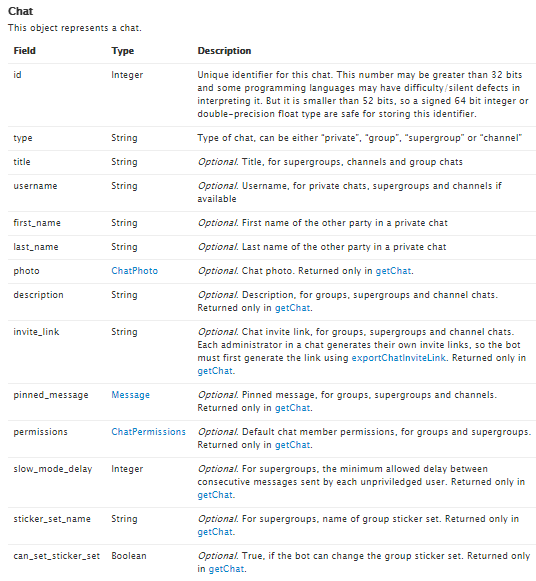 Chat
This object represents a chat.
Field Type Description
id Integer Unique identifier for this chat. This number may be greater than 32 bits
and some programming languages may have difficulty/silent defects in
interpreting it. But it is smaller than 52 bits, so a signed 64 bit integer or
double-precision float type are safe for storing this identifier.
type String Type of chat, can be either “private”, “group”, “supergroup” or “channel”
title String Optional. Title, for supergroups, channels and group chats
username String Optional. Username, for private chats, supergroups and channels if
available
first_name String Optional. First name of the other party in a private chat
last_name String Optional. Last name of the other party in a private chat
photo ChatPhoto Optional. Chat photo. Returned only in getChat.
description String Optional. Description, for groups, supergroups and channel chats.
Returned only in getChat.
invite_link String Optional. Chat invite link, for groups, supergroups and channel chats.
Each administrator in a chat generates their own invite links, so the bot
must first generate the link using exportChatInviteLink. Returned only in
getChat.
pinned_message Message Optional. Pinned message, for groups, supergroups and channels.
Returned only in getChat.
permissions ChatPermissions Optional. Default chat member permissions, for groups and supergroups.
Returned only in getChat.
slow_mode_delay Integer Optional. For supergroups, the minimum allowed delay between
consecutive messages sent by each unpriviledged user. Returned only in
getChat.
sticker_set_name String Optional. For supergroups, name of group sticker set. Returned only in
getChat.
can_set_sticker_set Boolean Optional. True, if the bot can change the group sticker set. Returned only
in getChat.